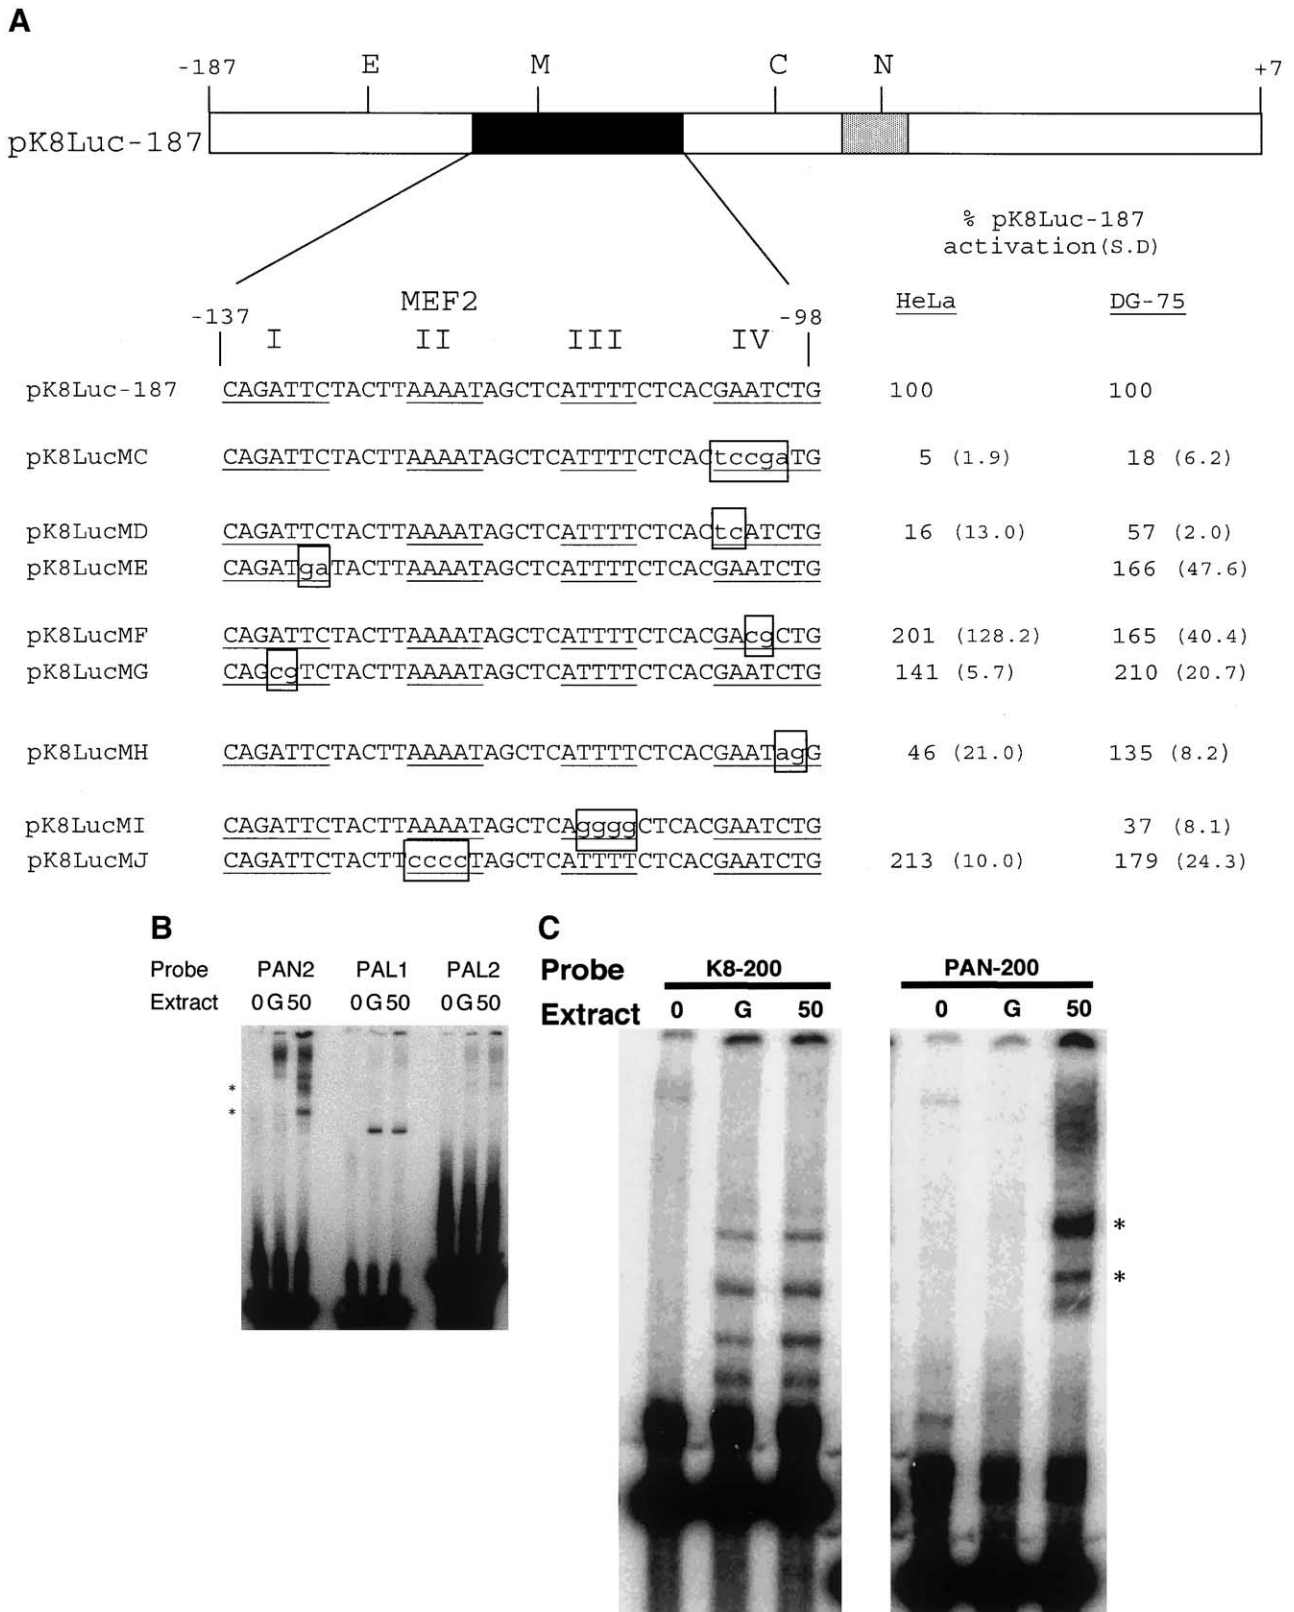 A
-187 E M C N +7
pK8Luc-187
% pK8Luc-187
activation(S.D)
MEF2
HeLa DG-75
-137 -98
I II III IV
pK8Luc-187 CAGATTCTACTTAAAATAGCTCATTTTCTCACGAATCTG 100 100
pK8LucMC CAGATTCTACTTAAAATAGCTCATTTTCTCACtccgaTG 5 (1.9) 18 (6.2)
pK8LucMD CAGATTCTACTTAAAATAGCTCATTTTCTCACtcATCTG 16 (13.0) 57 (2.0)
pK8LucME CAGATgaTACTTAAAATAGCTCATTTTCTCACGAATCTG 166 (47.6)
pK8LucMF CAGATTCTACTTAAAATAGCTCATTTTCTCACGAcgCTG 201 (128.2) 165 (40.4)
pK8LucMG CAGcgTCTACTTAAAATAGCTCATTTTCTCACGAATCTG 141 (5.7) 210 (20.7)
pK8LucMH CAGATTCTACTTAAAATAGCTCATTTTCTCACGAATagG 46 (21.0) 135 (8.2)
pK8LucMI CAGATTCTACTTAAAATAGCTCAggggCTCACGAATCTG 37 (8.1)
pK8LucMJ CAGATTCTACTTccccTAGCTCATTTTCTCACGAATCTG 213 (10.0) 179 (24.3)
B
Probe PAN2 PAL1 PAL2
Extract 0 G 50 0 G 50 0 G 50
*
*
C
Probe K8-200 PAN-200
Extract 0 G 50 0 G 50
*
*